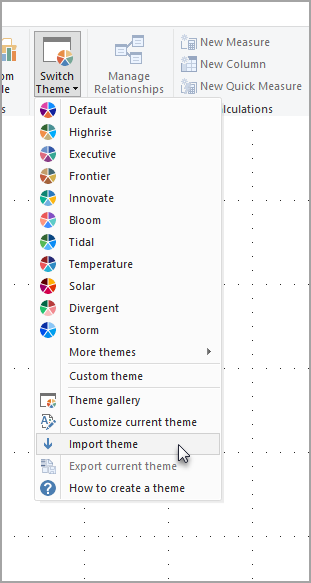 om
le
s
Switch
Theme
Manage
Relationships
New Measure
New Column
New Quick Measure
lculations
Default
Highrise
Executive
Frontier
Innovate
Bloom
Tidal
Temperature
Solar
Divergent
Storm
More themes
Custom theme
Theme gallery
Customize current theme
Import theme
Export current theme
How to create a theme